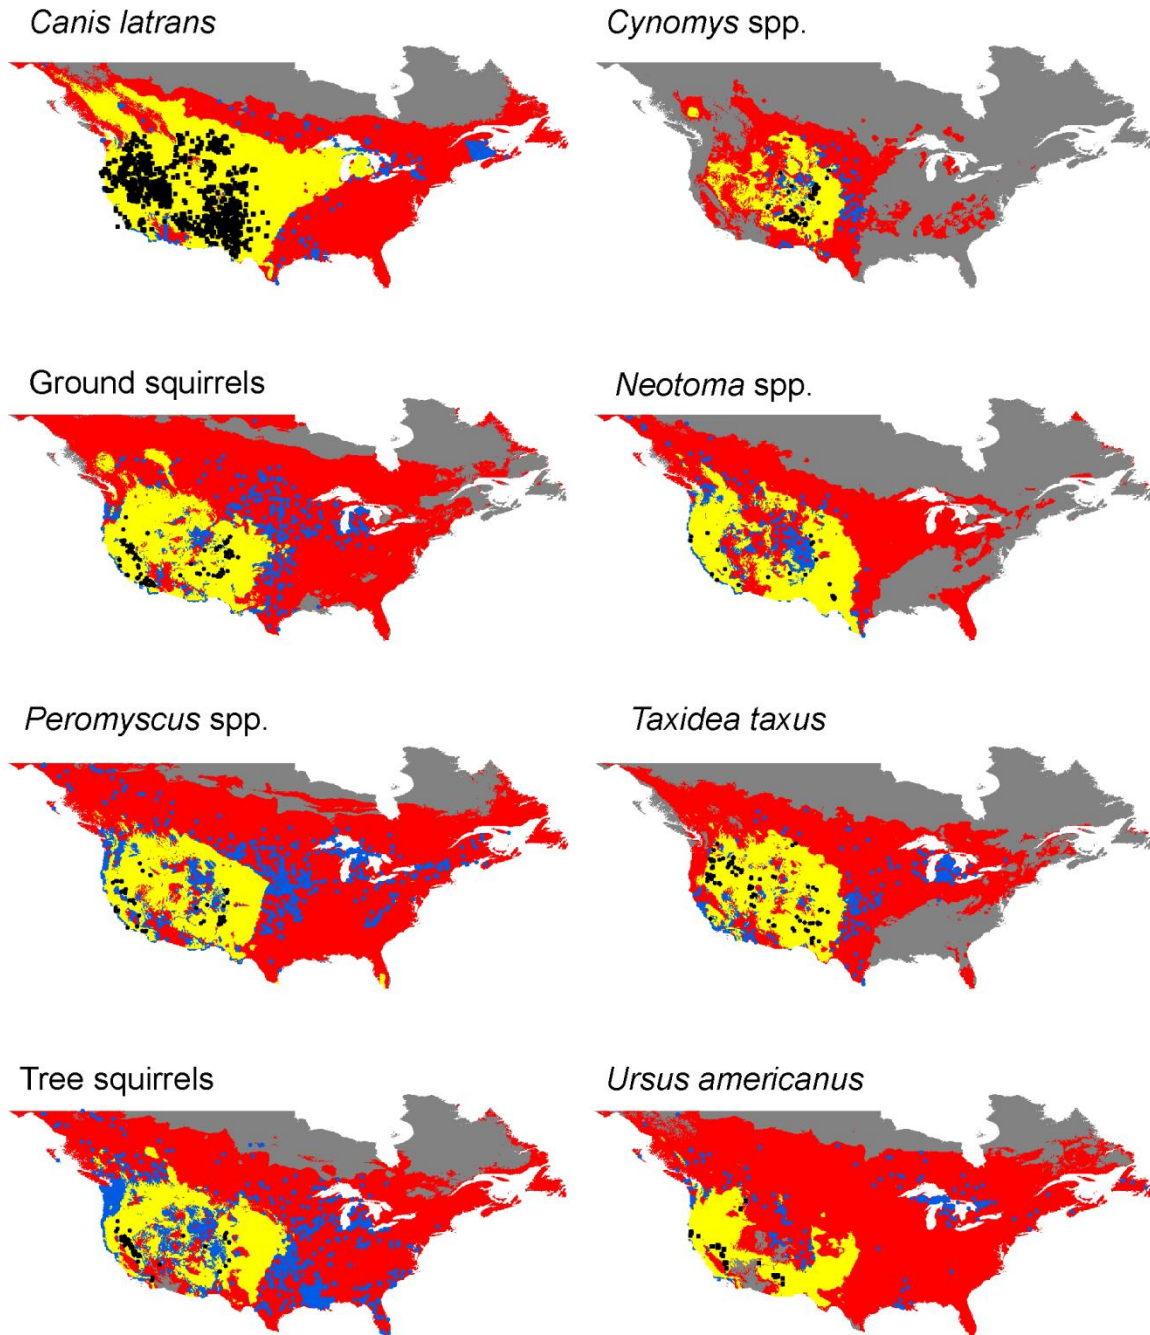 Canis latrans
Cynomys spp.
Ground squirrels
Neotoma spp.
Peromyscus spp.
Taxidea taxus
Tree squirrels
Ursus americanus